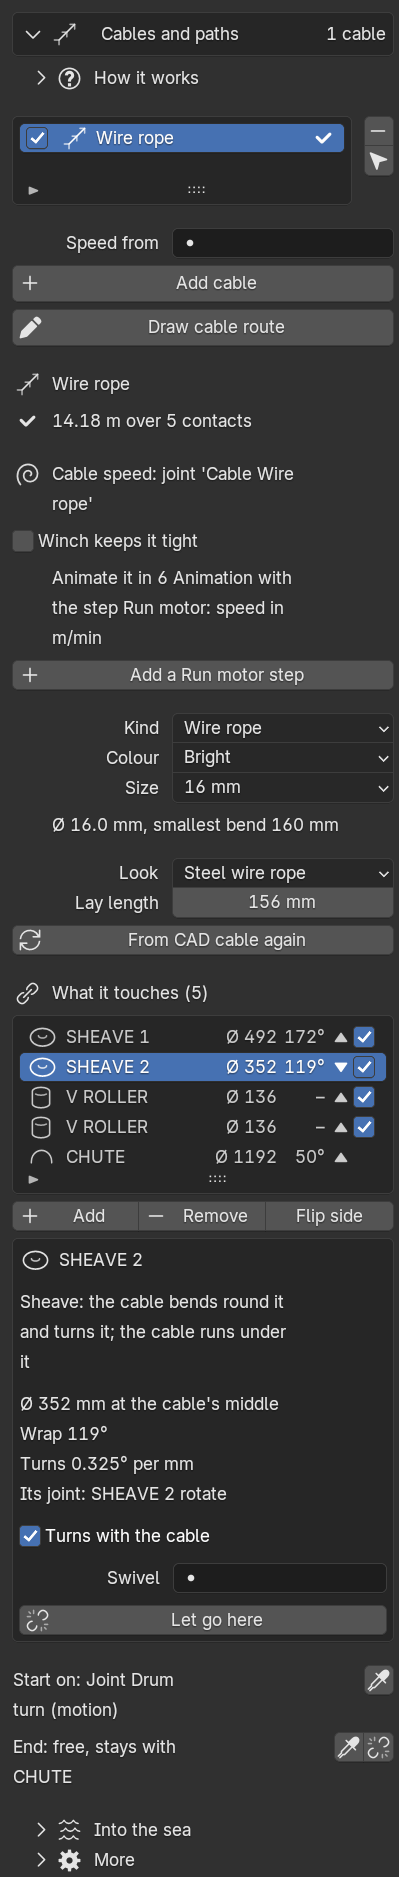 Cables and paths 1 cable
How it works
Wire rope
Speed from
Add cable
Draw cable route
Wire rope
14.18 m over 5 contacts
Cable speed: joint 'Cable Wire
rope'
Winch keeps it tight
Animate it in 6 Animation with
the step Run motor: speed in
m/min
Add a Run motor step
Kind Wire rope
Colour Bright
Size 16 mm
Ø 16.0 mm, smallest bend 160 mm
Look Steel wire rope
Lay length 156 mm
From CAD cable again
What it touches (5)
SHEAVE 1 Ø 492 172°
SHEAVE 2 Ø 352 119°
V ROLLER Ø 136 –
V ROLLER Ø 136 –
CHUTE Ø 1192 50°
Add Remove Flip side
SHEAVE 2
Sheave: the cable bends round it
and turns it; the cable runs under
it
Ø 352 mm at the cable's middle
Wrap 119°
Turns 0.325° per mm
Its joint: SHEAVE 2 rotate
Turns with the cable
Swivel
Let go here
Start on: Joint Drum
turn (motion)
End: free, stays with
CHUTE
Into the sea
More